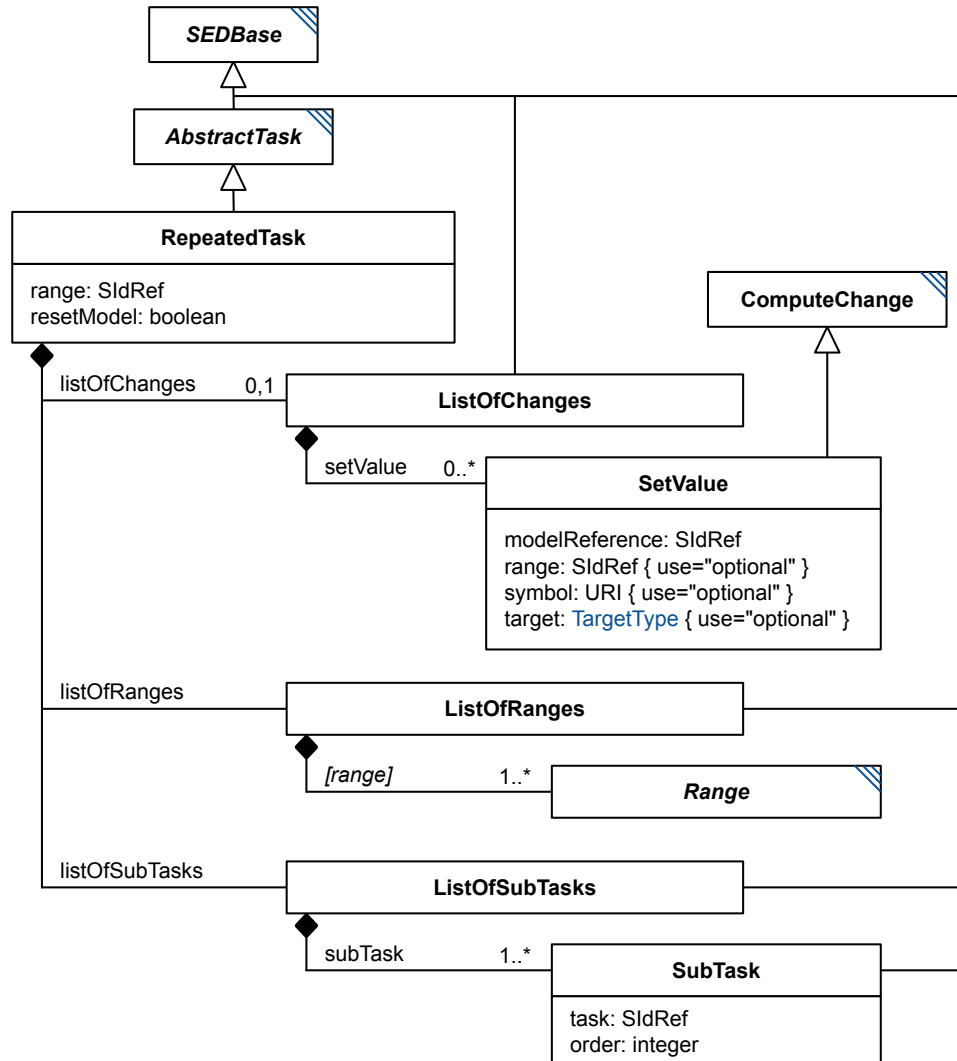 SEDBase
AbstractTask
RepeatedTask
range: SIdRef
resetModel: boolean
ComputeChange
listOfChanges 0,1
ListOfChanges
setValue 0..*
SetValue
modelReference: SIdRef
range: SIdRef { use="optional" }
symbol: URI { use="optional" }
target: TargetType { use="optional" }
listOfRanges
ListOfRanges
[range] 1..*
Range
listOfSubTasks
ListOfSubTasks
subTask 1..*
SubTask
task: SIdRef
order: integer